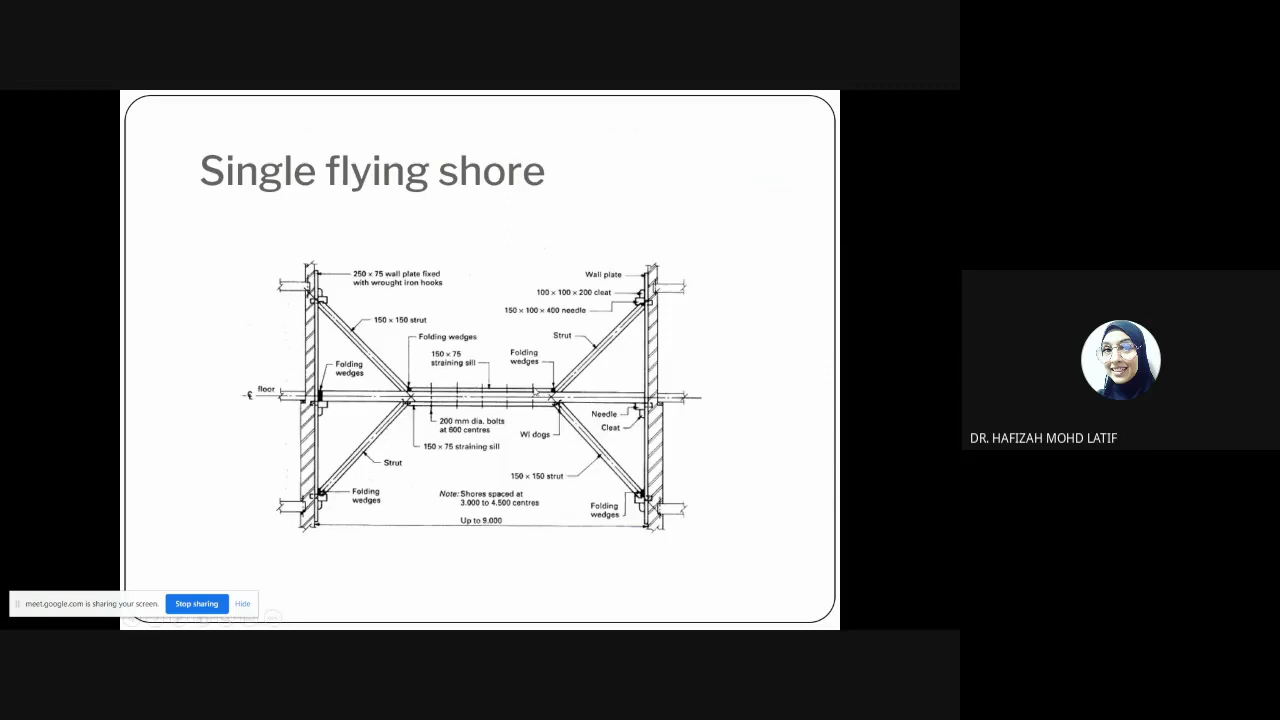 Single flying shore
250 x 75 wall plate fixed
with wrought iron hooks
Wall plate
100 x 100 x 200 cleat
150 x 100 x 400 needle
150 x 150 strut
Folding wedges
Strut
150 x 75
straining sill
Folding
wedges
Folding
wedges
floor
Needle
Cleat
200 mm dia. bolts
at 600 centres
WI dogs
150 x 75 straining sill
Strut
150 x 150 strut
Folding
wedges
Note: Shores spaced at
3.000 to 4.500 centres
Folding
wedges
Up to 9.000
DR. HAFIZAH MOHD LATIF
meet.google.com is sharing your screen.
Stop sharing
Hide